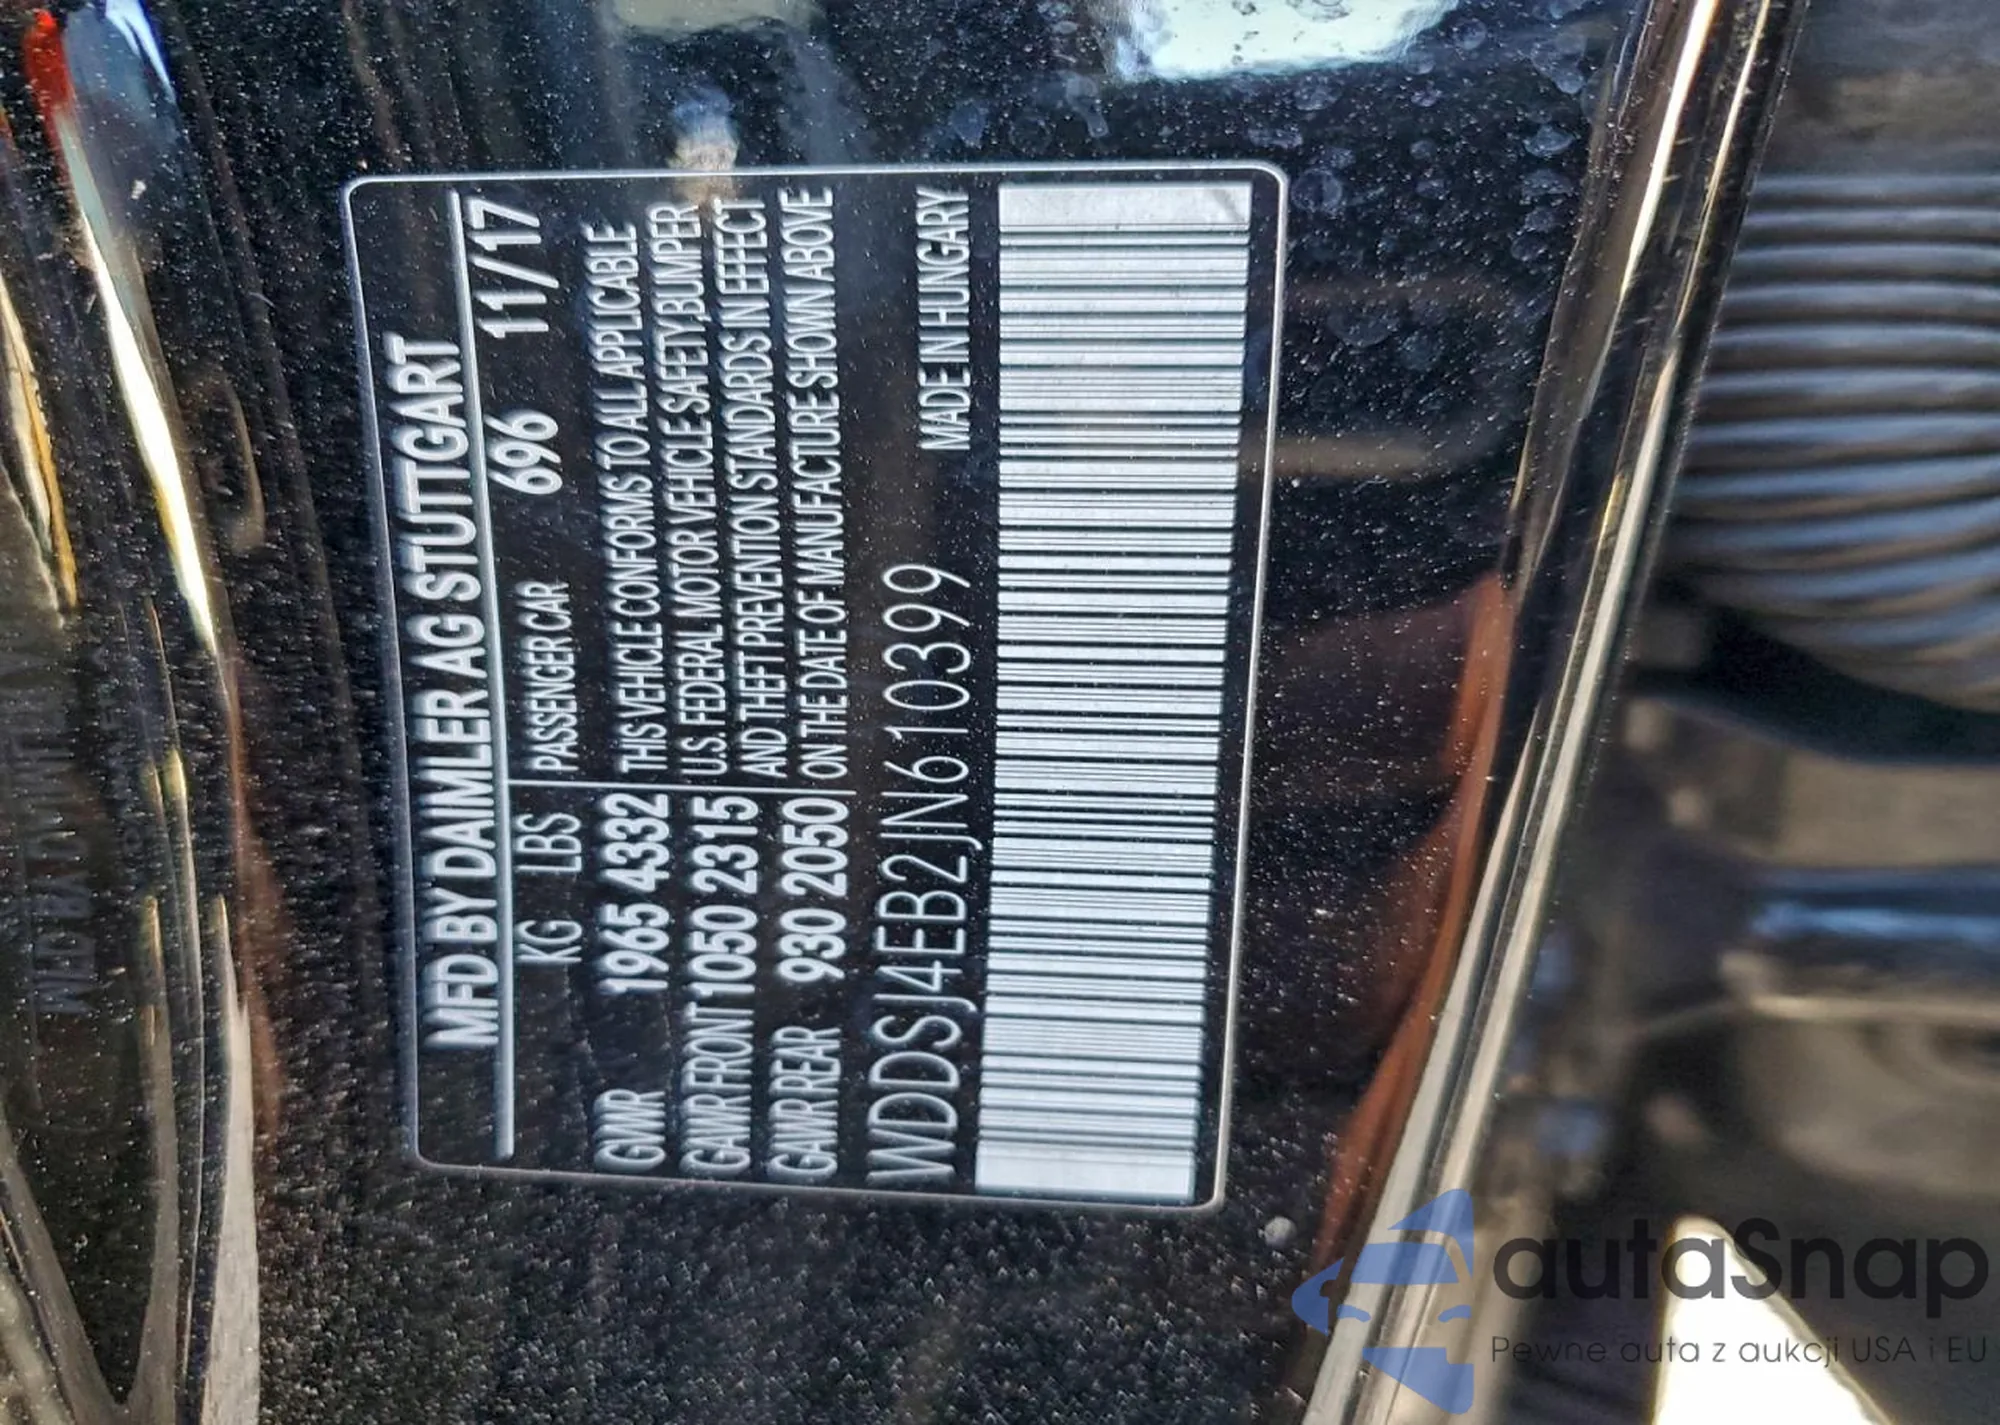 MFD BY DAIMLER AG STUTTGART
KG LBS PASSENGER CAR 696 11/17
GWR 1965 4332 THIS VEHICLE CONFORMS TO ALL APPLICABLE
GAWR FRONT 1050 2315 U.S. FEDERAL MOTOR VEHICLE SAFETY,BUMPER
AND THEFT PREVENTION STANDARDS IN EFFECT
GAWR REAR 930 2050 ON THE DATE OF MANUFACTURE SHOWN ABOVE
WDDSJ4EB2JN610399 MADE IN HUNGARY
autaSnap
Pewne auta z aukcji USA i EU